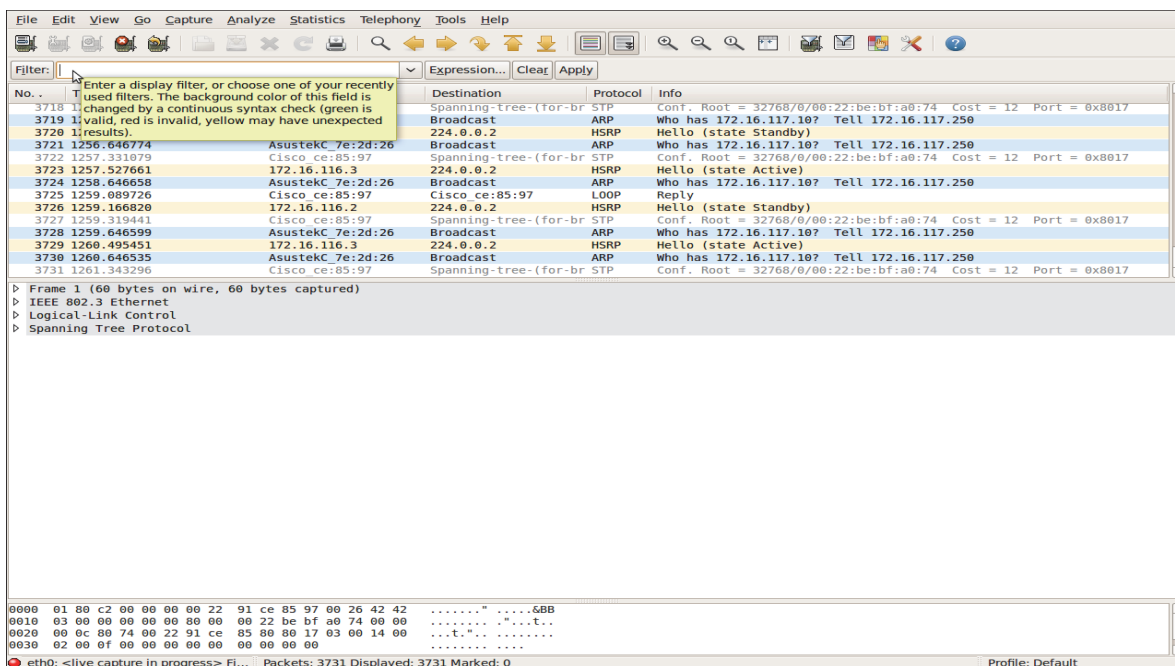 File Edit View Go Capture Analyze Statistics Telephony Tools Help
Filter: Expression... Clear Apply
Enter a display filter, or choose one of your recently
used filters. The background color of this field is
changed by a continuous syntax check (green is
valid, red is invalid, yellow may have unexpected
results).
No. . T Destination Protocol Info
3718 Spanning-tree-(for-br STP Conf. Root = 32768/0/00:22:be:bf:a0:74 Cost = 12 Port = 0x8017
3719 Broadcast ARP Who has 172.16.117.10? Tell 172.16.117.250
3720 224.0.0.2 HSRP Hello (state Standby)
3721 1256.646774 AsustekC_7e:2d:26 Broadcast ARP Who has 172.16.117.10? Tell 172.16.117.250
3722 1257.331079 Cisco_ce:85:97 Spanning-tree-(for-br STP Conf. Root = 32768/0/00:22:be:bf:a0:74 Cost = 12 Port = 0x8017
3723 1257.527661 172.16.116.3 224.0.0.2 HSRP Hello (state Active)
3724 1258.646658 AsustekC_7e:2d:26 Broadcast ARP Who has 172.16.117.10? Tell 172.16.117.250
3725 1259.089726 Cisco_ce:85:97 Cisco_ce:85:97 LOOP Reply
3726 1259.166820 172.16.116.2 224.0.0.2 HSRP Hello (state Standby)
3727 1259.319441 Cisco_ce:85:97 Spanning-tree-(for-br STP Conf. Root = 32768/0/00:22:be:bf:a0:74 Cost = 12 Port = 0x8017
3728 1259.646599 AsustekC_7e:2d:26 Broadcast ARP Who has 172.16.117.10? Tell 172.16.117.250
3729 1260.495451 172.16.116.3 224.0.0.2 HSRP Hello (state Active)
3730 1260.646535 AsustekC_7e:2d:26 Broadcast ARP Who has 172.16.117.10? Tell 172.16.117.250
3731 1261.343296 Cisco_ce:85:97 Spanning-tree-(for-br STP Conf. Root = 32768/0/00:22:be:bf:a0:74 Cost = 12 Port = 0x8017
Frame 1 (60 bytes on wire, 60 bytes captured)
IEEE 802.3 Ethernet
Logical-Link Control
Spanning Tree Protocol
0000 01 80 c2 00 00 00 00 22 91 ce 85 97 00 26 42 42 ......." .....&BB
0010 03 00 00 00 00 00 80 00 00 22 be bf a0 74 00 00 ........ ."...t..
0020 00 0c 80 74 00 22 91 ce 85 80 80 17 03 00 14 00 ...t.".. ........
0030 02 00 0f 00 00 00 00 00 00 00 00 00 ........ ....
eth0: <live capture in progress> Fi... Packets: 3731 Displayed: 3731 Marked: 0 Profile: Default